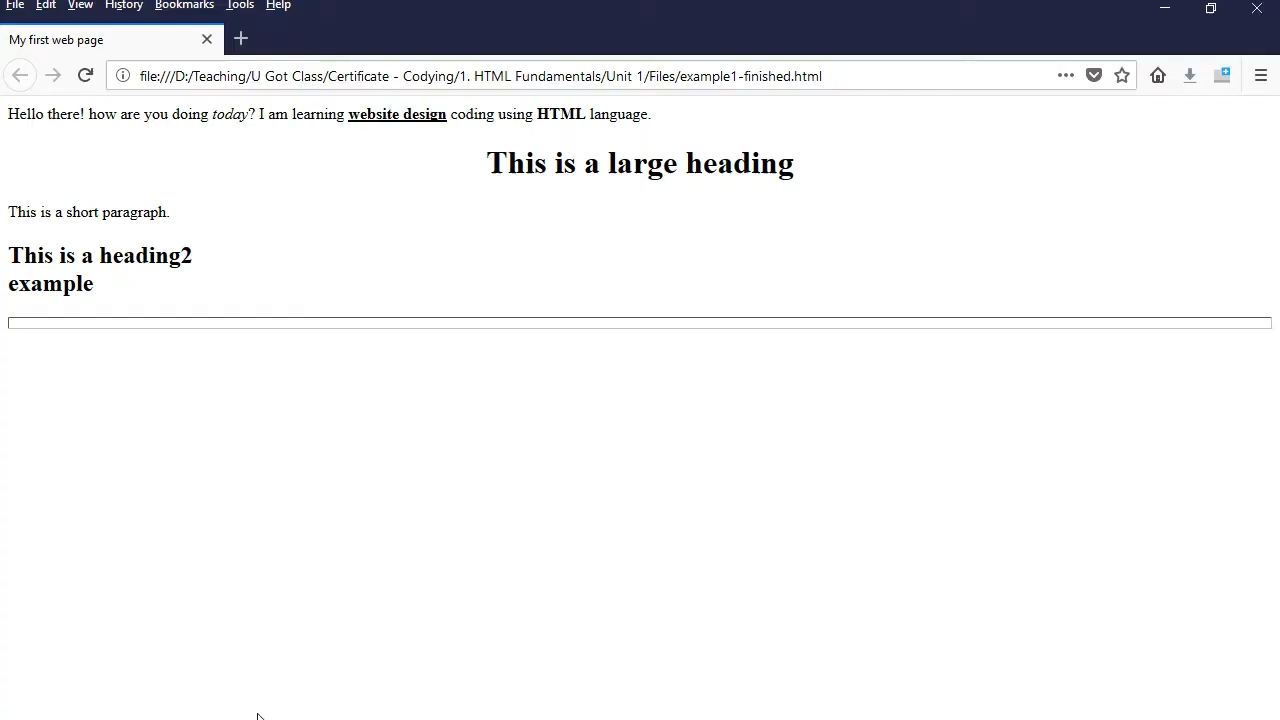 File Edit View History Bookmarks Tools Help
My first web page
file:///D:/Teaching/U Got Class/Certificate - Codying/1. HTML Fundamentals/Unit 1/Files/example1-finished.html
Hello there! how are you doing today? I am learning website design coding using HTML language.
This is a large heading
This is a short paragraph.
This is a heading2
example